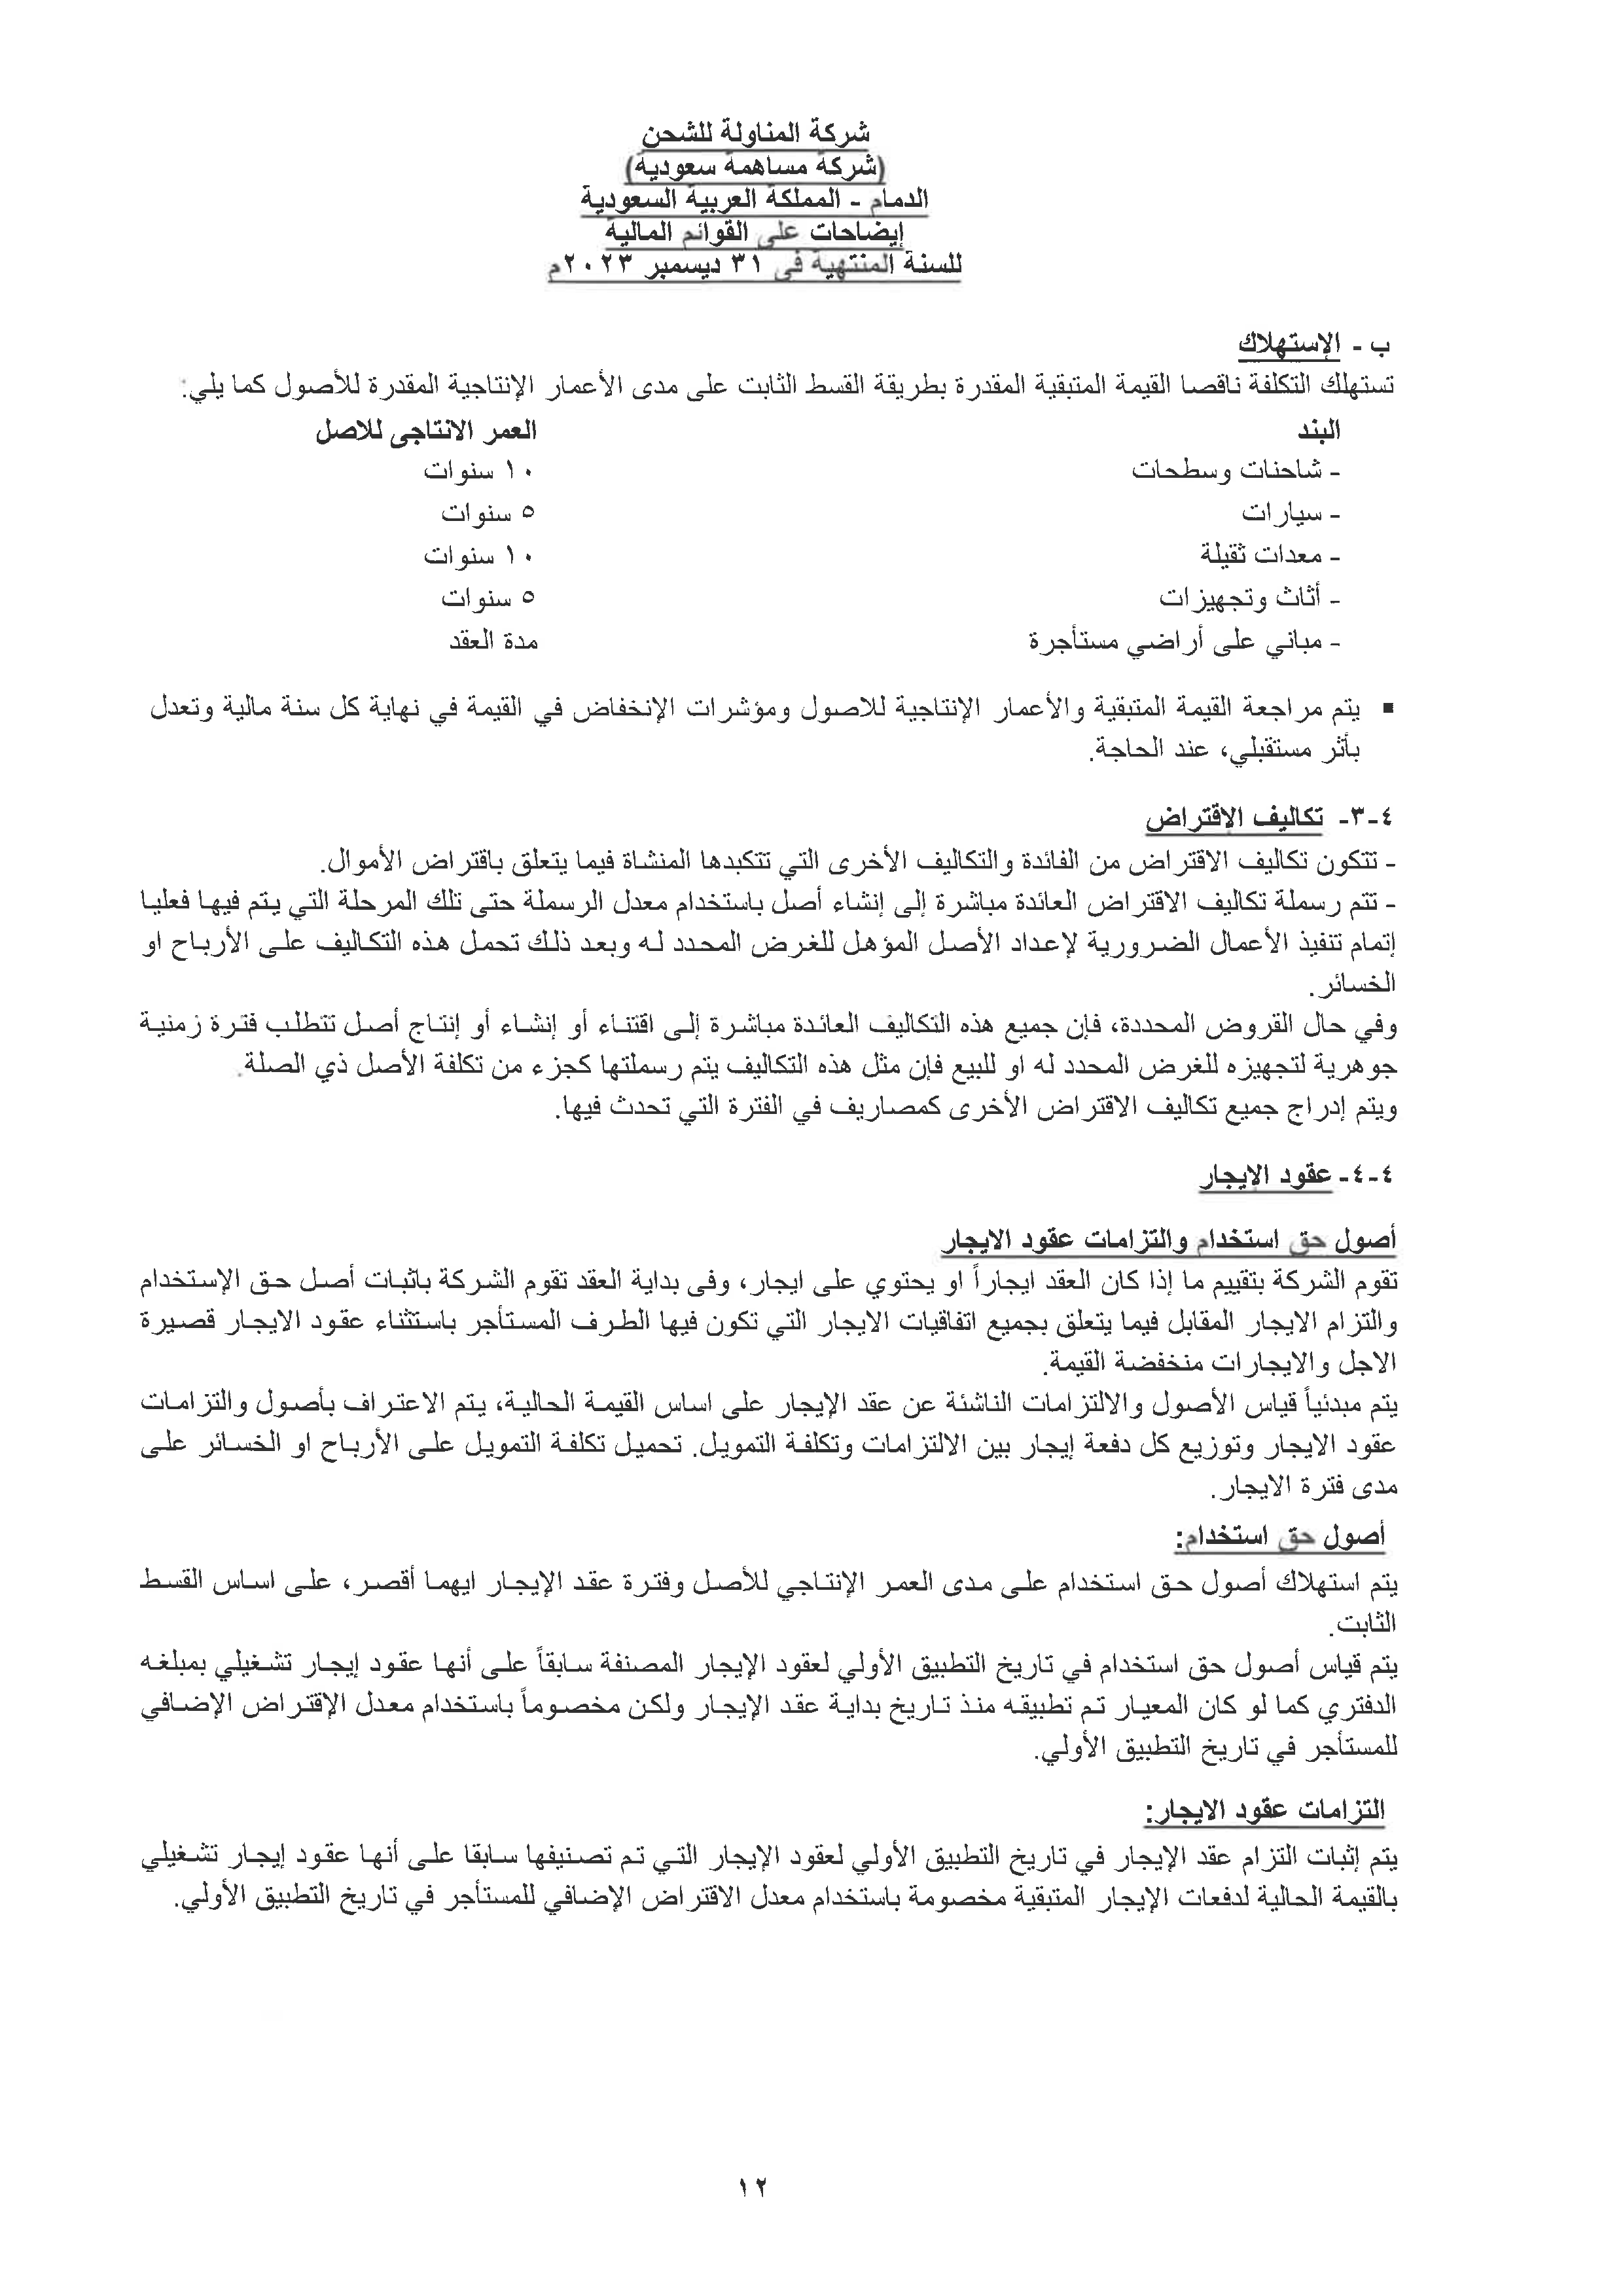 شركة المناولة للشحن
(شركة مساهمة سعودية)
الدمام - المملكة العربية السعودية
إيضاحات على القوائم المالية
للسنة المنتهية في ٣١ ديسمبر ٢٠٢٣م
ب - الإستهلاك
تستهلك التكلفة ناقصا القيمة المتبقية المقدرة بطريقة القسط الثابت على مدى الأعمار الإنتاجية المقدرة للأصول كما يلي:
البند العمر الانتاجى للاصل
- شاحنات وسطحات ١٠ سنوات
- سيارات ٥ سنوات
- معدات ثقيلة ١٠ سنوات
- أثاث وتجهيزات ٥ سنوات
- مباني على أراضي مستأجرة مدة العقد
▪ يتم مراجعة القيمة المتبقية والأعمار الإنتاجية للاصول ومؤشرات الإنخفاض في القيمة في نهاية كل سنة مالية وتعدل
بأثر مستقبلي، عند الحاجة.
٤-٣- تكاليف الإقتراض
- تتكون تكاليف الاقتراض من الفائدة والتكاليف الأخرى التي تتكبدها المنشاة فيما يتعلق باقتراض الأموال.
- تتم رسملة تكاليف الاقتراض العائدة مباشرة إلى إنشاء أصل باستخدام معدل الرسملة حتى تلك المرحلة التي يتم فيها فعليا
إتمام تنفيذ الأعمال الضرورية لإعداد الأصل المؤهل للغرض المحدد له وبعد ذلك تحمل هذه التكاليف على الأرباح او
الخسائر.
وفي حال القروض المحددة، فإن جميع هذه التكاليف العائدة مباشرة إلى اقتناء أو إنشاء أو إنتاج أصل تتطلب فترة زمنية
جوهرية لتجهيزه للغرض المحدد له او للبيع فإن مثل هذه التكاليف يتم رسملتها كجزء من تكلفة الأصل ذي الصلة.
ويتم إدراج جميع تكاليف الاقتراض الأخرى كمصاريف في الفترة التي تحدث فيها.
٤-٤- عقود الإيجار
أصول حق استخدام والتزامات عقود الايجار
تقوم الشركة بتقييم ما إذا كان العقد ايجاراً او يحتوي على ايجار، وفى بداية العقد تقوم الشركة باثبات أصل حق الإستخدام
والتزام الايجار المقابل فيما يتعلق بجميع اتفاقيات الايجار التي تكون فيها الطرف المستأجر باستثناء عقود الايجار قصيرة
الاجل والايجارات منخفضة القيمة.
يتم مبدئياً قياس الأصول والالتزامات الناشئة عن عقد الإيجار على اساس القيمة الحالية، يتم الاعتراف بأصول والتزامات
عقود الايجار وتوزيع كل دفعة إيجار بين الالتزامات وتكلفة التمويل. تحميل تكلفة التمويل على الأرباح او الخسائر على
مدى فترة الايجار.
أصول حق استخدام:
يتم استهلاك أصول حق استخدام على مدى العمر الإنتاجي للأصل وفترة عقد الإيجار ايهما أقصر، على اساس القسط
الثابت.
يتم قياس أصول حق استخدام في تاريخ التطبيق الأولي لعقود الإيجار المصنفة سابقاً على أنها عقود إيجار تشغيلي بمبلغه
الدفتري كما لو كان المعيار تم تطبيقه منذ تاريخ بداية عقد الإيجار ولكن مخصوماً باستخدام معدل الإقتراض الإضافي
للمستأجر في تاريخ التطبيق الأولي.
التزامات عقود الايجار:
يتم إثبات التزام عقد الإيجار في تاريخ التطبيق الأولي لعقود الإيجار التي تم تصنيفها سابقا على أنها عقود إيجار تشغيلي
بالقيمة الحالية لدفعات الإيجار المتبقية مخصومة باستخدام معدل الاقتراض الإضافي للمستأجر في تاريخ التطبيق الأولي.
١٢